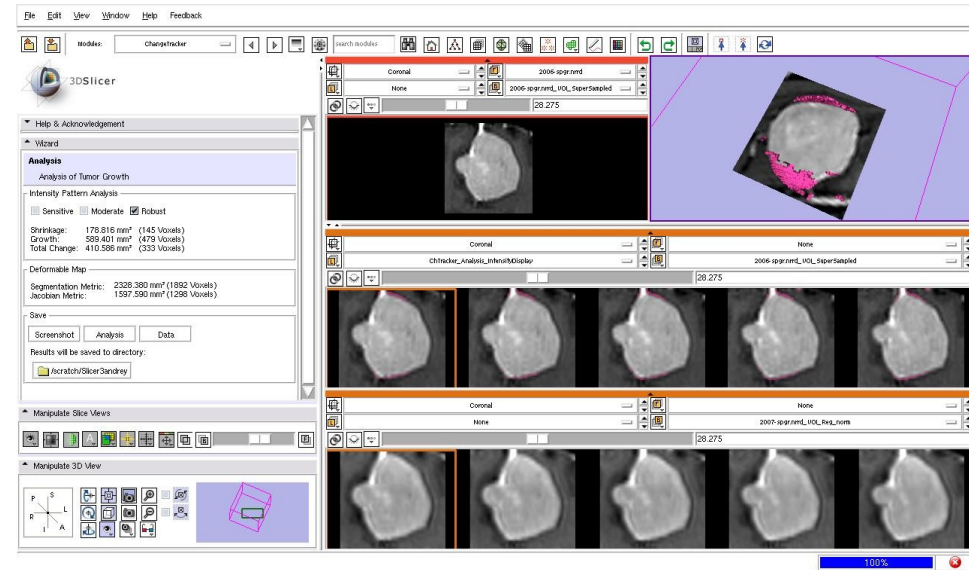 File Edit View Window Help Feedback
Modules: ChangeTracker search modules
3DSlicer
Help & Acknowledgement
Wizard
Analysis
Analysis of Tumor Growth
Intensity Pattern Analysis
Sensitive Moderate Robust
Shrinkage: 178.816 mm³ (145 Voxels)
Growth: 589.401 mm³ (479 Voxels)
Total Change: 410.586 mm³ (333 Voxels)
Deformable Map
Segmentation Metric: 2328.380 mm³ (1892 Voxels)
Jacobian Metric: 1597.590 mm³ (1298 Voxels)
Save
Screenshot Analysis Data
Results will be saved to directory:
/scratch/Slicer3andrey
Manipulate Slice Views
Manipulate 3D View
P S
R L
I A
Coronal 2006-spgr.nrrd
None 2006-spgr.nrrd_VOI_SuperSampled
28.275
Coronal None
ChTracker_Analysis_IntensityDisplay 2006-spgr.nrrd_VOI_SuperSampled
28.275
Coronal None
None 2007-spgr.nrrd_VOI_Reg_norm
28.275
100%